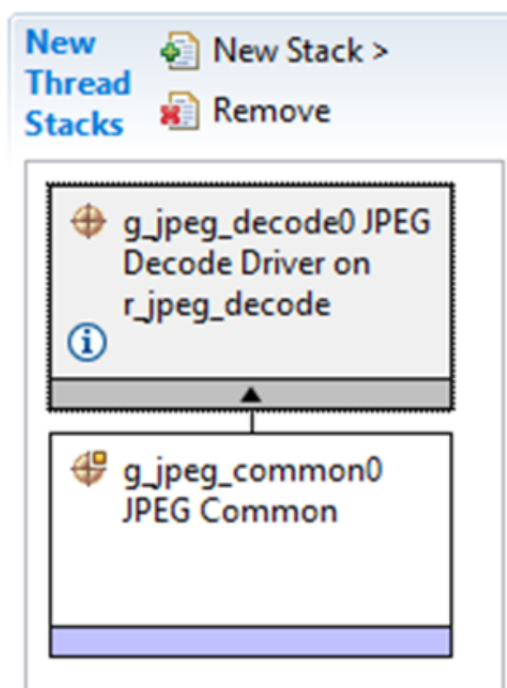 New
Thread
Stacks
New Stack >
Remove
g_jpeg_decode0 JPEG
Decode Driver on
r_jpeg_decode
g_jpeg_common0
JPEG Common